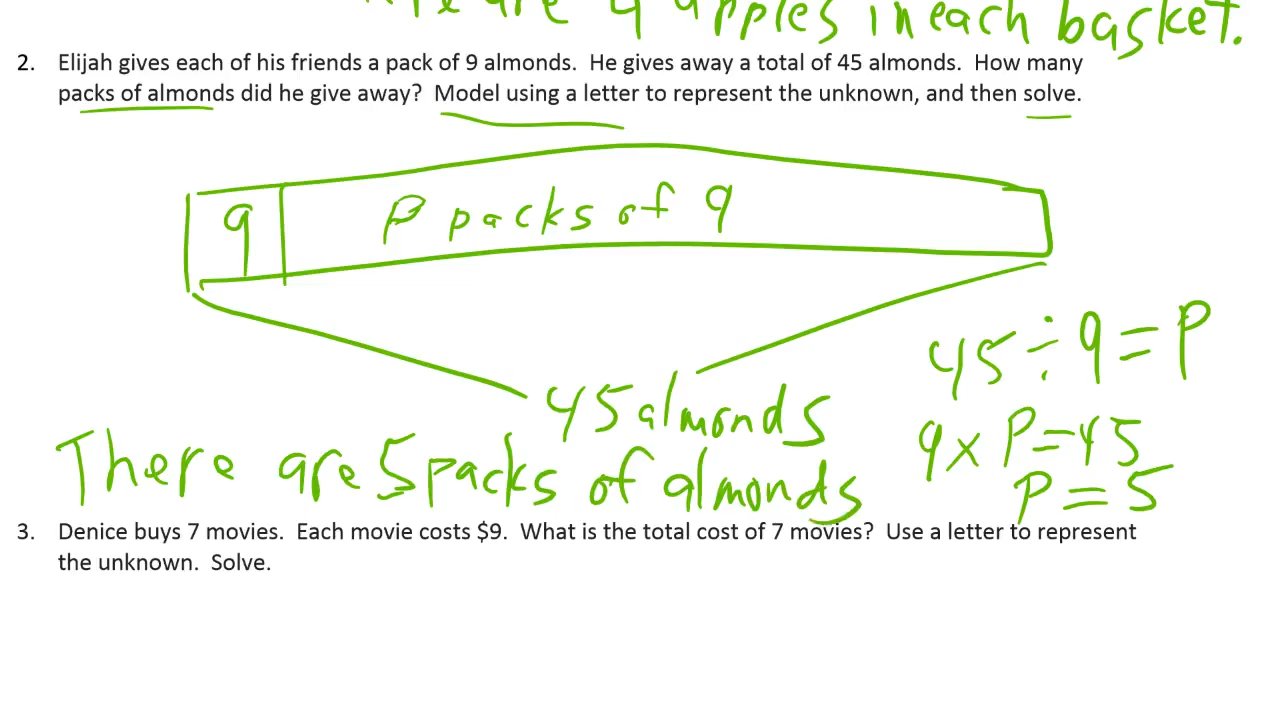 are 9 apples in each basket.
2. Elijah gives each of his friends a pack of 9 almonds. He gives away a total of 45 almonds. How many
packs of almonds did he give away? Model using a letter to represent the unknown, and then solve.
9 P packs of 9
45 ÷ 9 = P
45 almonds
9 x P = 45
There are 5 packs of almonds
P = 5
3. Denice buys 7 movies. Each movie costs $9. What is the total cost of 7 movies? Use a letter to represent
the unknown. Solve.